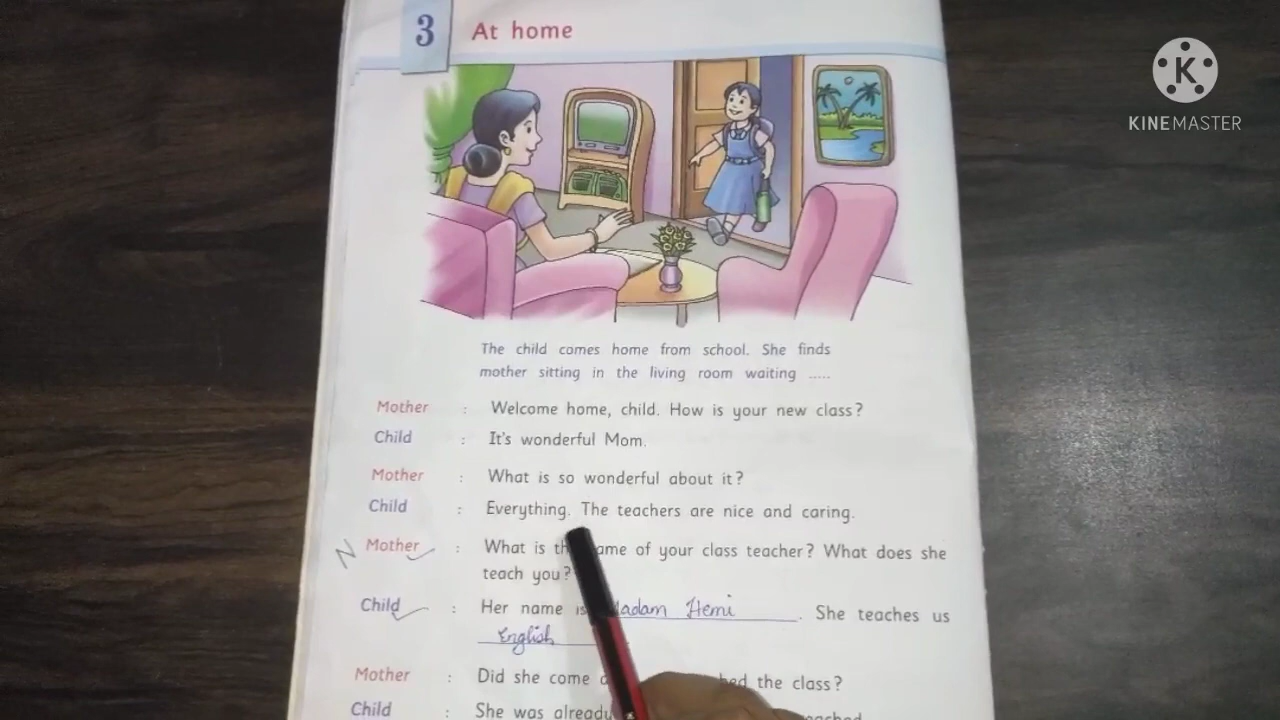 3 At home
K
KINEMASTER
The child comes home from school. She finds
mother sitting in the living room waiting .....
Mother : Welcome home, child. How is your new class?
Child : It's wonderful Mom.
Mother : What is so wonderful about it?
Child : Everything. The teachers are nice and caring.
N Mother : What is the name of your class teacher? What does she
teach you?
Child : Her name is Madam Hemi . She teaches us
English
Mother : Did she come the class?
Child : She was already